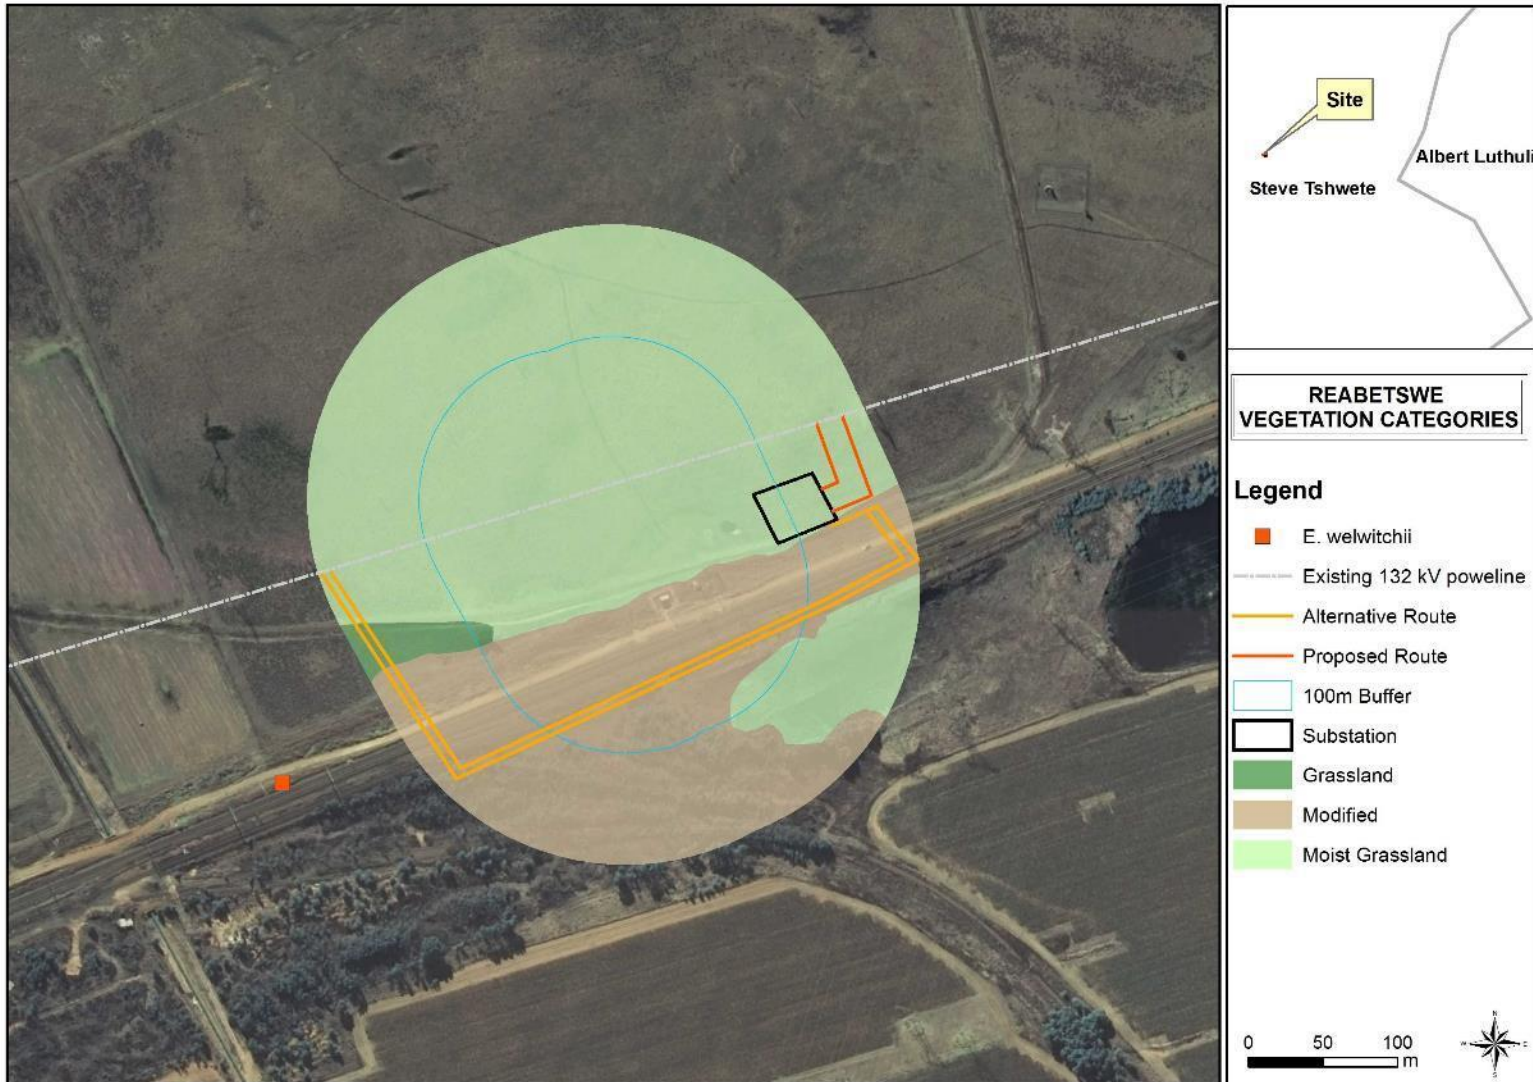 Site
Albert Luthuli
Steve Tshwete
REABETSWE
VEGETATION CATEGORIES
Legend
E. welwitchii
Existing 132 kV poweline
Alternative Route
Proposed Route
100m Buffer
Substation
Grassland
Modified
Moist Grassland
0 50 100
m
N
W E
S